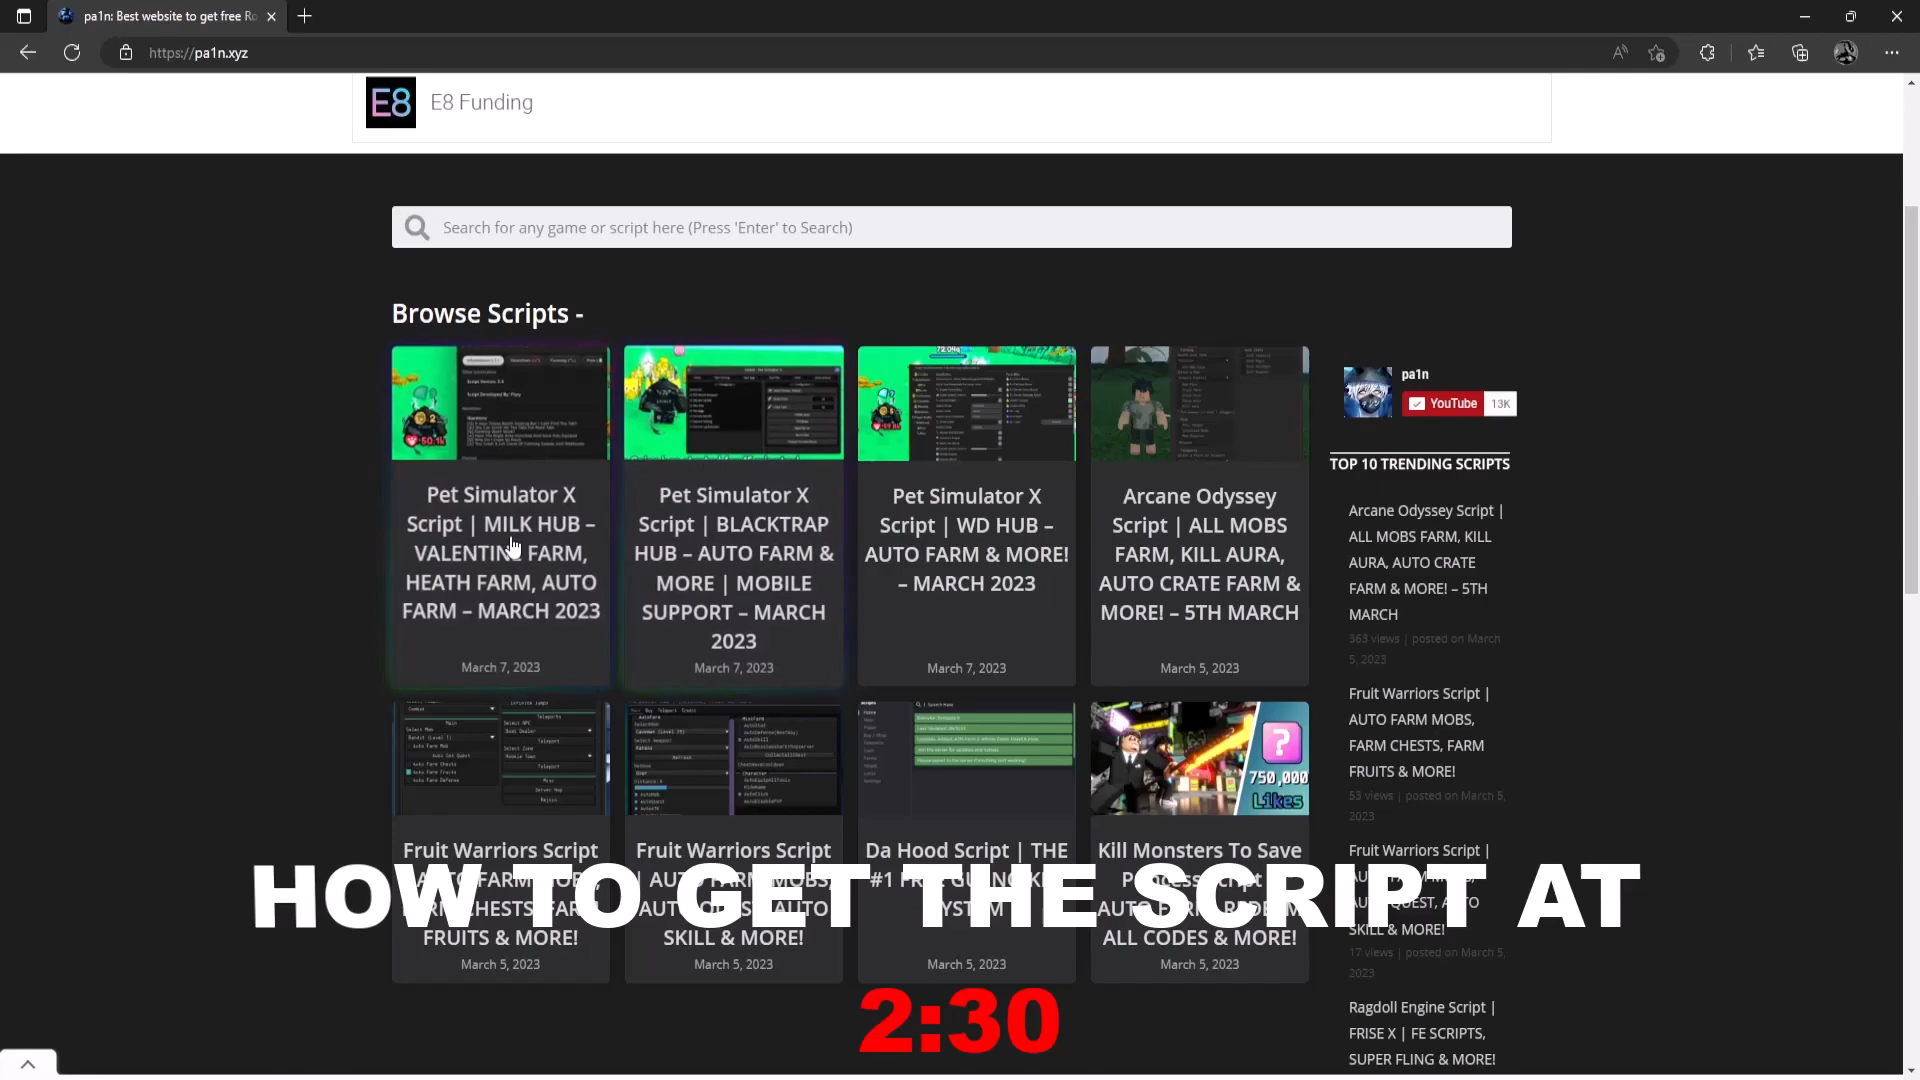 pa1n: Best website to get free Ro
https://pa1n.xyz
E8
E8 Funding
Search for any game or script here (Press 'Enter' to Search)
Browse Scripts -
Pet Simulator X
Script | MILK HUB –
VALENTINE FARM,
HEATH FARM, AUTO
FARM – MARCH 2023
March 7, 2023
Pet Simulator X
Script | BLACKTRAP
HUB – AUTO FARM &
MORE | MOBILE
SUPPORT – MARCH
2023
March 7, 2023
Pet Simulator X
Script | WD HUB –
AUTO FARM & MORE!
– MARCH 2023
March 7, 2023
Arcane Odyssey
Script | ALL MOBS
FARM, KILL AURA,
AUTO CRATE FARM &
MORE! – 5TH MARCH
March 5, 2023
pa1n
YouTube 13K
TOP 10 TRENDING SCRIPTS
Arcane Odyssey Script |
ALL MOBS FARM, KILL
AURA, AUTO CRATE
FARM & MORE! – 5TH
MARCH
563 views | posted on March
5, 2023
Fruit Warriors Script |
AUTO FARM MOBS,
FARM CHESTS, FARM
FRUITS & MORE!
53 views | posted on March 5,
2023
Fruit Warriors Script |
SKILL & MORE!
17 views | posted on March 5,
2023
Ragdoll Engine Script |
FRISE X | FE SCRIPTS,
SUPER FLING & MORE!
750,000
Likes
Fruit Warriors Script
FRUITS & MORE!
March 5, 2023
Fruit Warriors Script
SKILL & MORE!
March 5, 2023
Da Hood Script | THE
March 5, 2023
Kill Monsters To Save
ALL CODES & MORE!
March 5, 2023
HOW TO GET THE SCRIPT AT
2:30